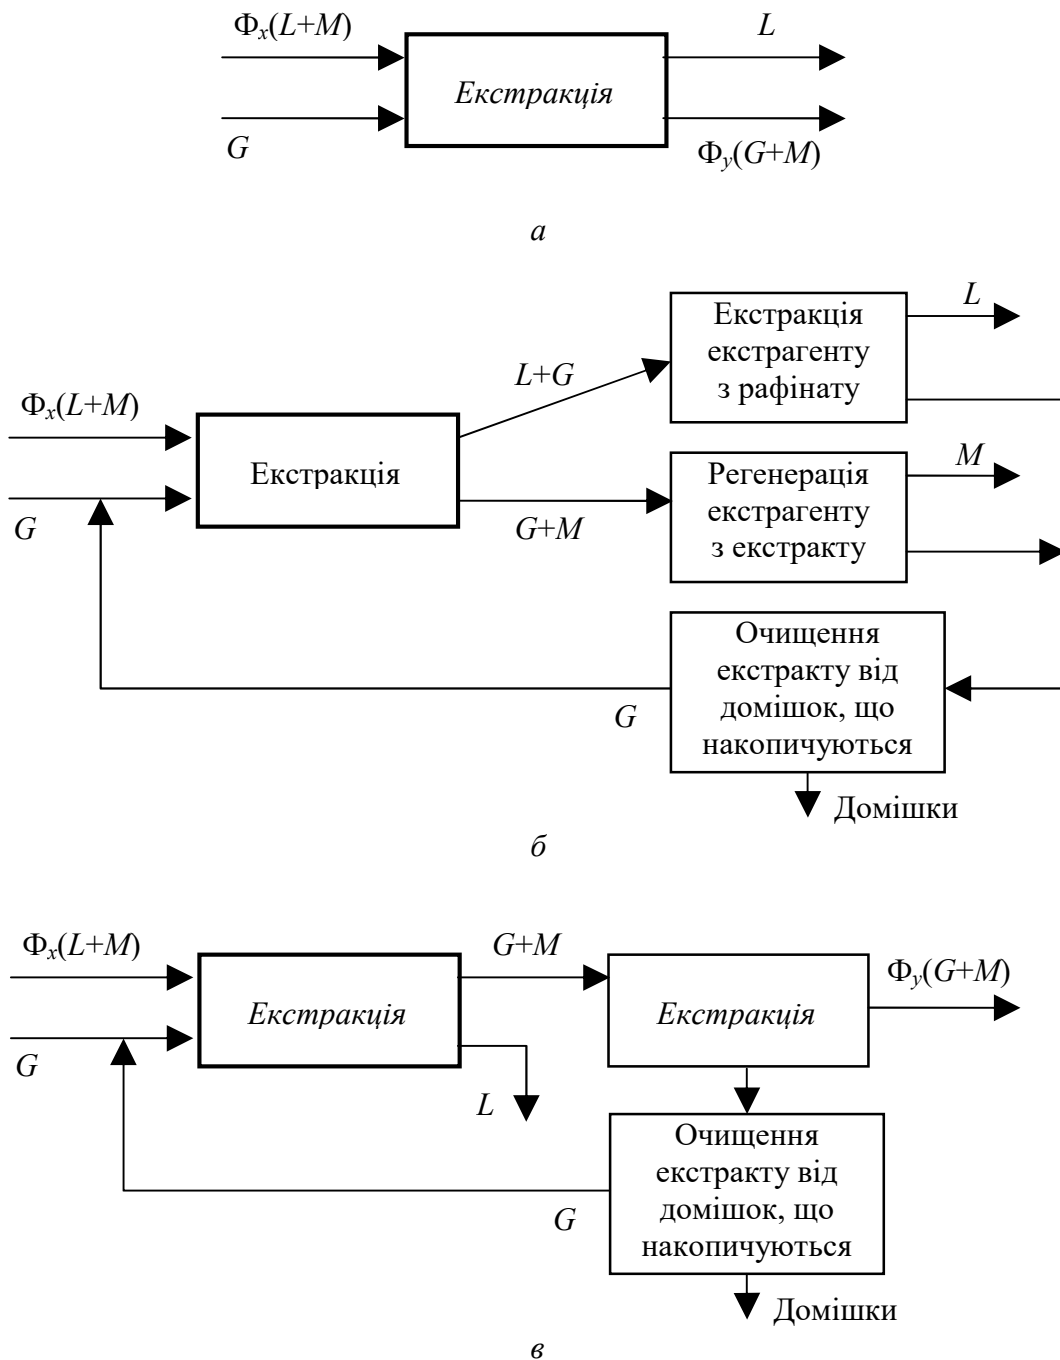 Φx(L+M)
L
Екстракція
G
Φy(G+M)
а
Екстракція
екстрагенту
з рафінату
L
L+G
Φx(L+M)
Екстракція
G
G+M
Регенерація
екстрагенту
з екстракту
M
Очищення
екстракту від
домішок, що
накопичуються
G
Домішки
б
Φx(L+M)
G+M
Φy(G+M)
Екстракція
Екстракція
G
L
Очищення
екстракту від
домішок, що
накопичуються
G
Домішки
в